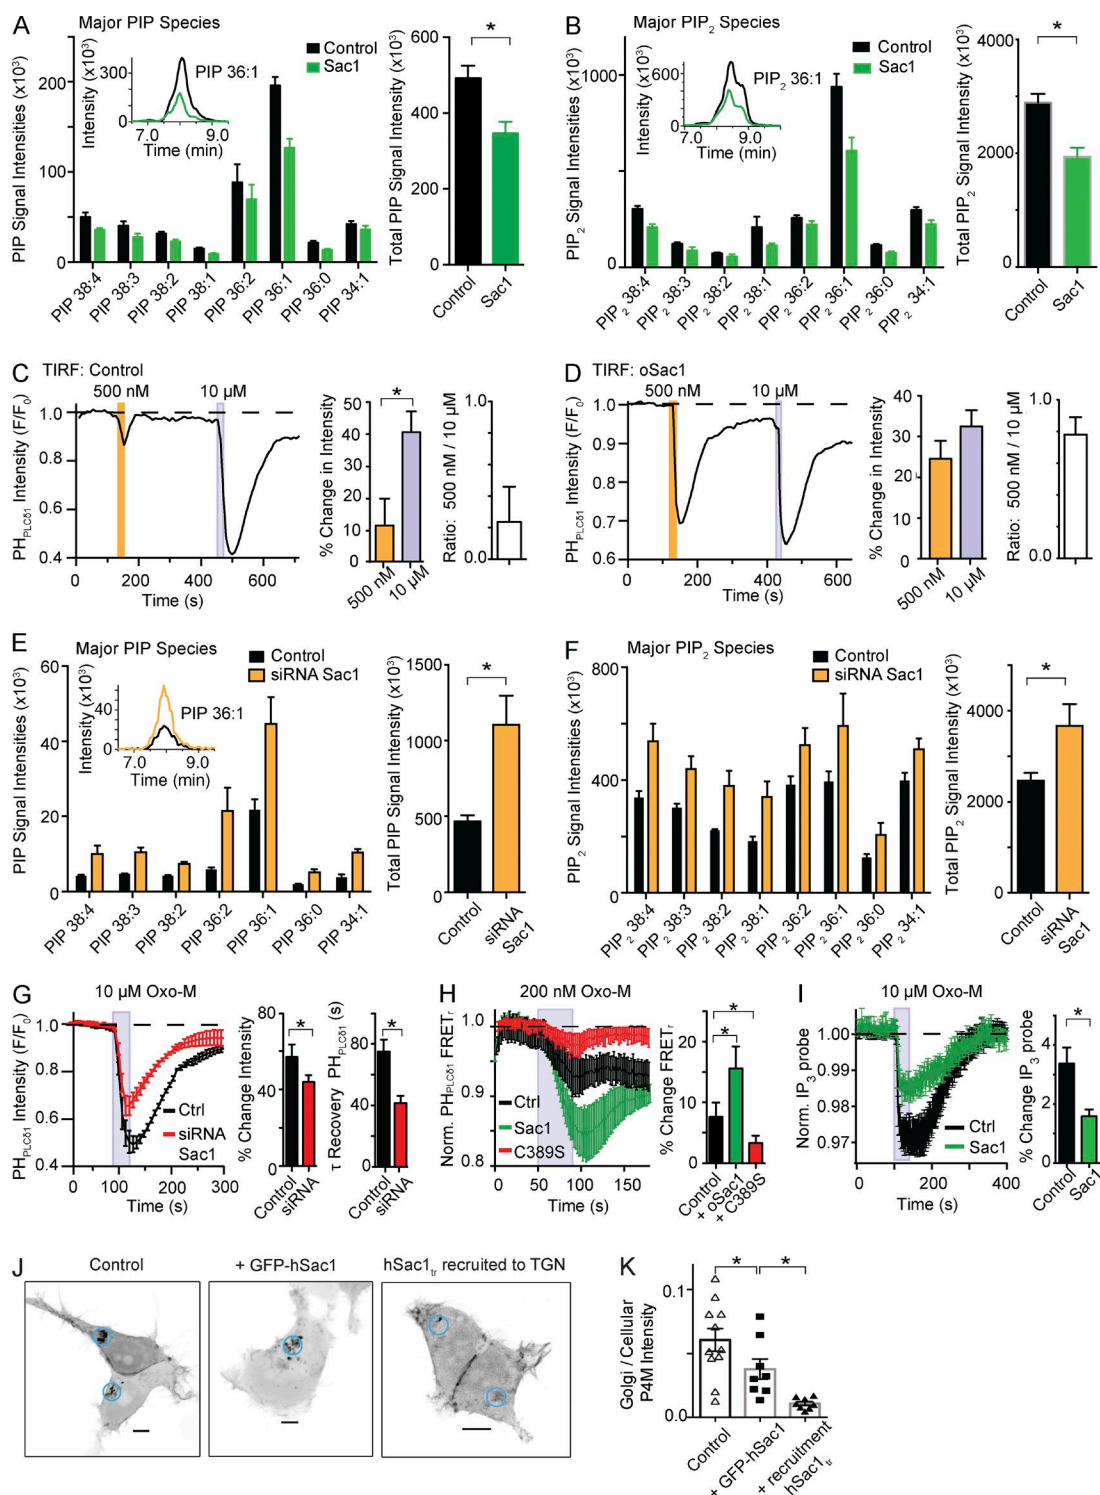 A
Major PIP Species
Control
Sac1
PIP Signal Intensities (x10³)
200
100
0
Intensity (x10³)
400
0
7.0 9.0
Time (min)
PIP 36:1
PIP 38:4
PIP 38:3
PIP 38:2
PIP 38:1
PIP 36:2
PIP 36:1
PIP 36:0
PIP 34:1
Total PIP Signal Intensity (x10³)
600
400
200
0
*
Control
Sac1
B
Major PIP₂ Species
Control
Sac1
PIP₂ Signal Intensities (x10³)
1000
0
Intensity (x10³)
600
0
7.0 9.0
Time (min)
PIP₂ 36:1
PIP₂ 38:4
PIP₂ 38:3
PIP₂ 38:2
PIP₂ 38:1
PIP₂ 36:2
PIP₂ 36:1
PIP₂ 36:0
PIP₂ 34:1
Total PIP₂ Signal Intensity (x10³)
4000
2000
0
*
Control
Sac1
C
TIRF: Control
500 nM
10 µM
PH_PLCδ1 Intensity (F/F₀)
1.0
0.8
0.6
0.4
0 200 400 600
Time (s)
% Change in Intensity
50
40
30
20
10
0
*
500 nM
10 µM
Ratio: 500 nM / 10 µM
1.0
0.0
D
TIRF: oSac1
500 nM
10 µM
PH_PLCδ1 Intensity (F/F₀)
1.0
0.9
0.8
0.7
0.6
0 200 400 600
Time (s)
% Change in Intensity
40
30
20
10
0
500 nM
10 µM
Ratio: 500 nM / 10 µM
1.0
0.0
E
Major PIP Species
Control
siRNA Sac1
PIP Signal Intensities (x10³)
60
40
20
0
Intensity (x10³)
60
0
7.0 9.0
Time (min)
PIP 36:1
PIP 38:4
PIP 38:3
PIP 38:2
PIP 36:2
PIP 36:1
PIP 36:0
PIP 34:1
Total PIP Signal Intensity (x10³)
1500
1000
500
0
*
Control
siRNA
Sac1
F
Major PIP₂ Species
Control
siRNA Sac1
PIP₂ Signal Intensities (x10³)
800
400
0
PIP₂ 38:4
PIP₂ 38:3
PIP₂ 38:2
PIP₂ 38:1
PIP₂ 36:2
PIP₂ 36:1
PIP₂ 36:0
PIP₂ 34:1
Total PIP₂ Signal Intensity (x10³)
4000
2000
0
*
Control
siRNA
Sac1
G
10 µM Oxo-M
PH_PLCδ1 Intensity (F/F₀)
1.0
0.8
0.6
0.4
0 100 200 300
Time (s)
Ctrl
siRNA
Sac1
% Change Intensity
80
40
0
*
Control
siRNA
τ Recovery PH_PLCδ1 (s)
100
50
0
*
Control
siRNA
H
200 nM Oxo-M
Norm. PH_PLCδ1 FRETᵣ
1.0
0.9
0.8
0 50 100 150
Time (s)
Ctrl
Sac1
C389S
% Change FRETᵣ
20
15
10
5
0
*
*
*
Control
+ oSac1
+ C389S
I
10 µM Oxo-M
Norm. IP₃ probe
1.00
0.99
0.98
0.97
0 200 400
Time (s)
Ctrl
Sac1
% Change IP₃ probe
4
2
0
*
Control
Sac1
J
Control
+ GFP-hSac1
hSac1ₜᵣ recruited to TGN
K
Golgi / Cellular
P4M Intensity
0.1
0.0
*
*
Control
+ GFP-hSac1
+ recruitment
hSac1ₜᵣ